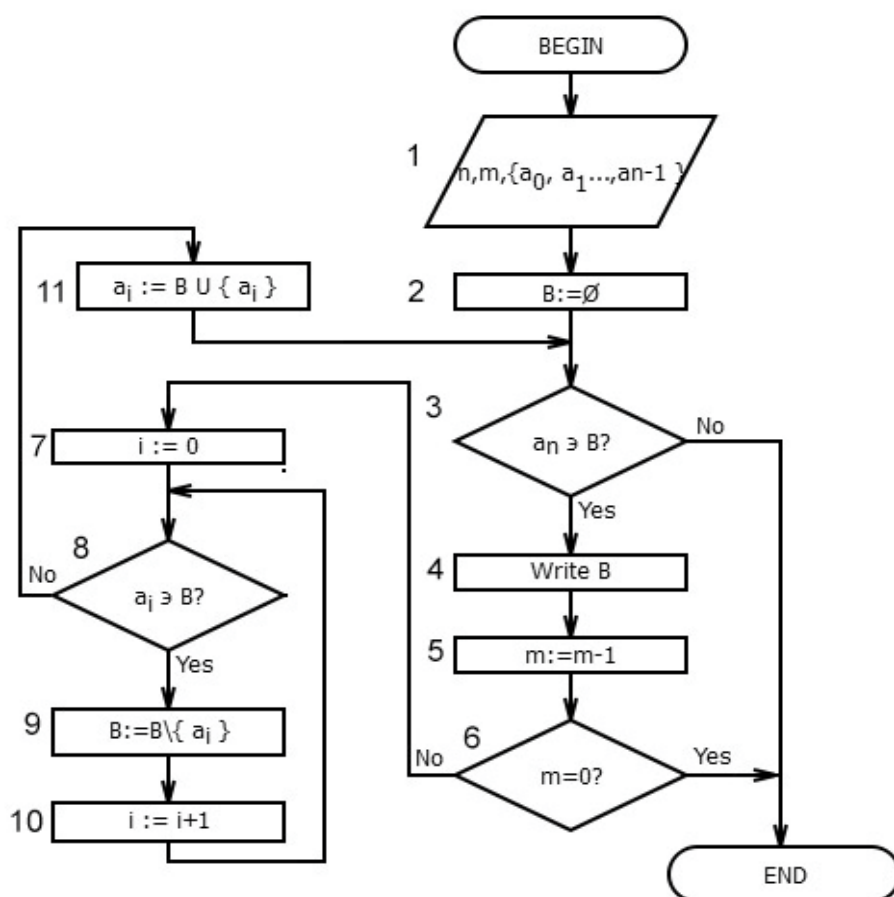 BEGIN
1
n,m,{a₀, a₁...,an-1 }
11
aᵢ := B U { aᵢ }
2
B:=Ø
3
aₙ э B?
No
Yes
7
i := 0
8
aᵢ э B?
No
Yes
4
Write B
5
m:=m-1
9
B:=B\{ aᵢ }
6
m=0?
No
Yes
10
i := i+1
END